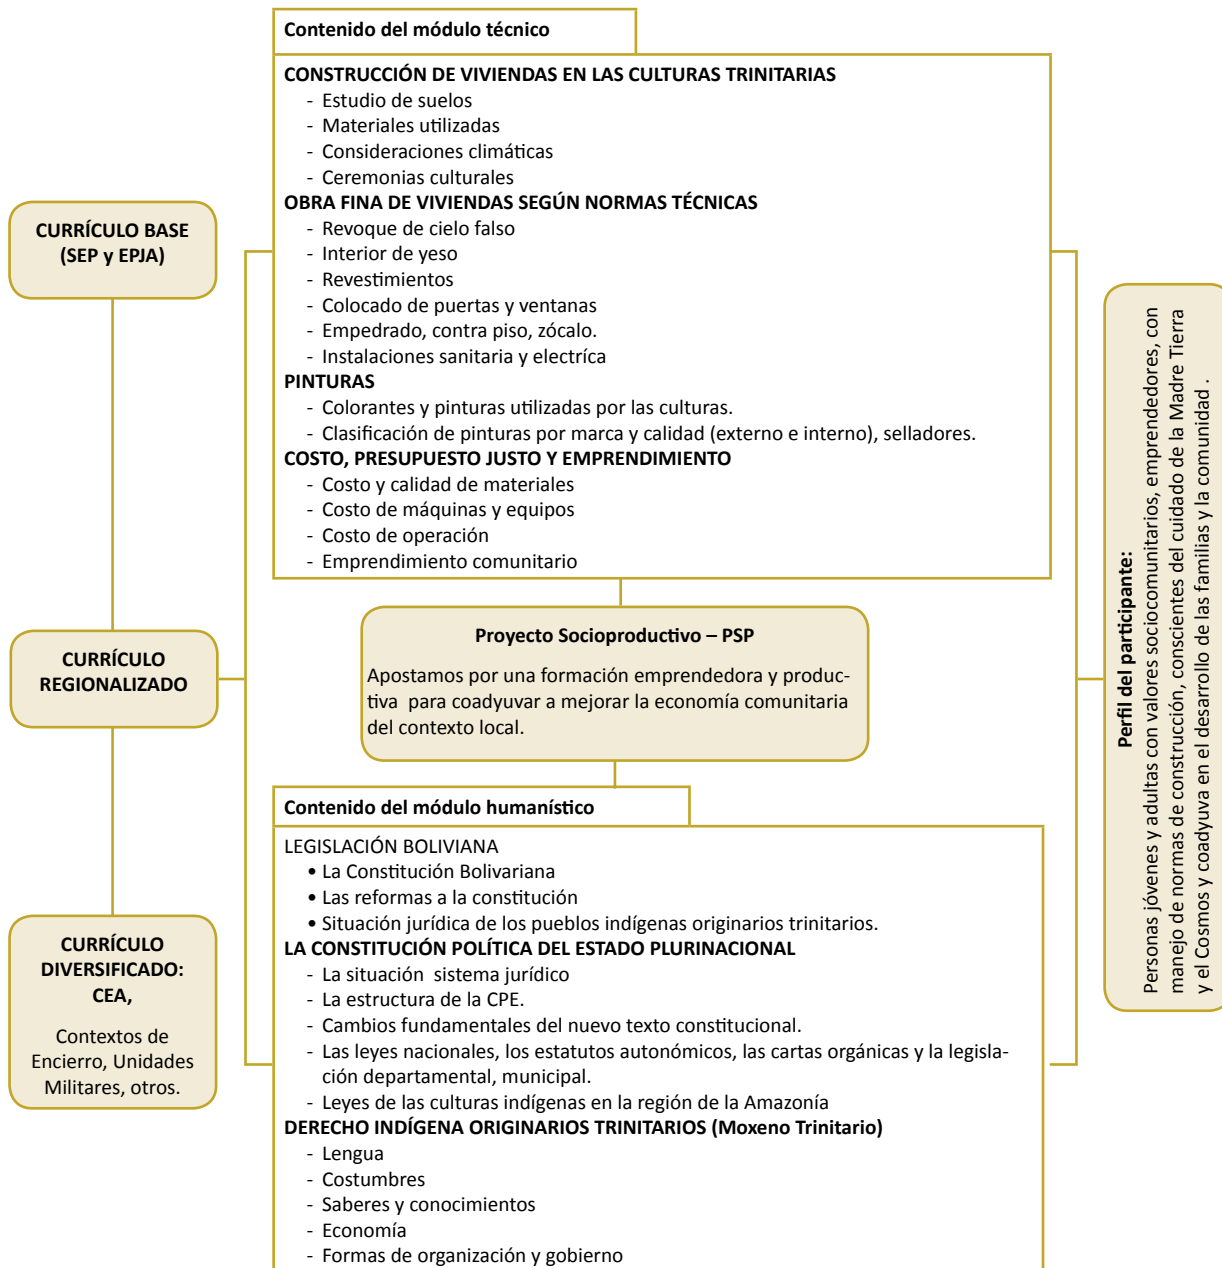 Contenido del módulo técnico
CONSTRUCCIÓN DE VIVIENDAS EN LAS CULTURAS TRINITARIAS
- Estudio de suelos
- Materiales utilizadas
- Consideraciones climáticas
- Ceremonias culturales
OBRA FINA DE VIVIENDAS SEGÚN NORMAS TÉCNICAS
- Revoque de cielo falso
- Interior de yeso
- Revestimientos
- Colocado de puertas y ventanas
- Empedrado, contra piso, zócalo.
- Instalaciones sanitaria y electríca
PINTURAS
- Colorantes y pinturas utilizadas por las culturas.
- Clasificación de pinturas por marca y calidad (externo e interno), selladores.
COSTO, PRESUPUESTO JUSTO Y EMPRENDIMIENTO
- Costo y calidad de materiales
- Costo de máquinas y equipos
- Costo de operación
- Emprendimiento comunitario
CURRÍCULO BASE
(SEP y EPJA)
CURRÍCULO
REGIONALIZADO
CURRÍCULO
DIVERSIFICADO:
CEA,
Contextos de
Encierro, Unidades
Militares, otros.
Proyecto Socioproductivo – PSP
Apostamos por una formación emprendedora y produc-
tiva para coadyuvar a mejorar la economía comunitaria
del contexto local.
Contenido del módulo humanístico
LEGISLACIÓN BOLIVIANA
• La Constitución Bolivariana
• Las reformas a la constitución
• Situación jurídica de los pueblos indígenas originarios trinitarios.
LA CONSTITUCIÓN POLÍTICA DEL ESTADO PLURINACIONAL
- La situación sistema jurídico
- La estructura de la CPE.
- Cambios fundamentales del nuevo texto constitucional.
- Las leyes nacionales, los estatutos autonómicos, las cartas orgánicas y la legisla-
ción departamental, municipal.
- Leyes de las culturas indígenas en la región de la Amazonía
DERECHO INDÍGENA ORIGINARIOS TRINITARIOS (Moxeno Trinitario)
- Lengua
- Costumbres
- Saberes y conocimientos
- Economía
- Formas de organización y gobierno
Perfil del participante:
Personas jóvenes y adultas con valores sociocomunitarios, emprendedores, con
manejo de normas de construcción, conscientes del cuidado de la Madre Tierra
y el Cosmos y coadyuva en el desarrollo de las familias y la comunidad .